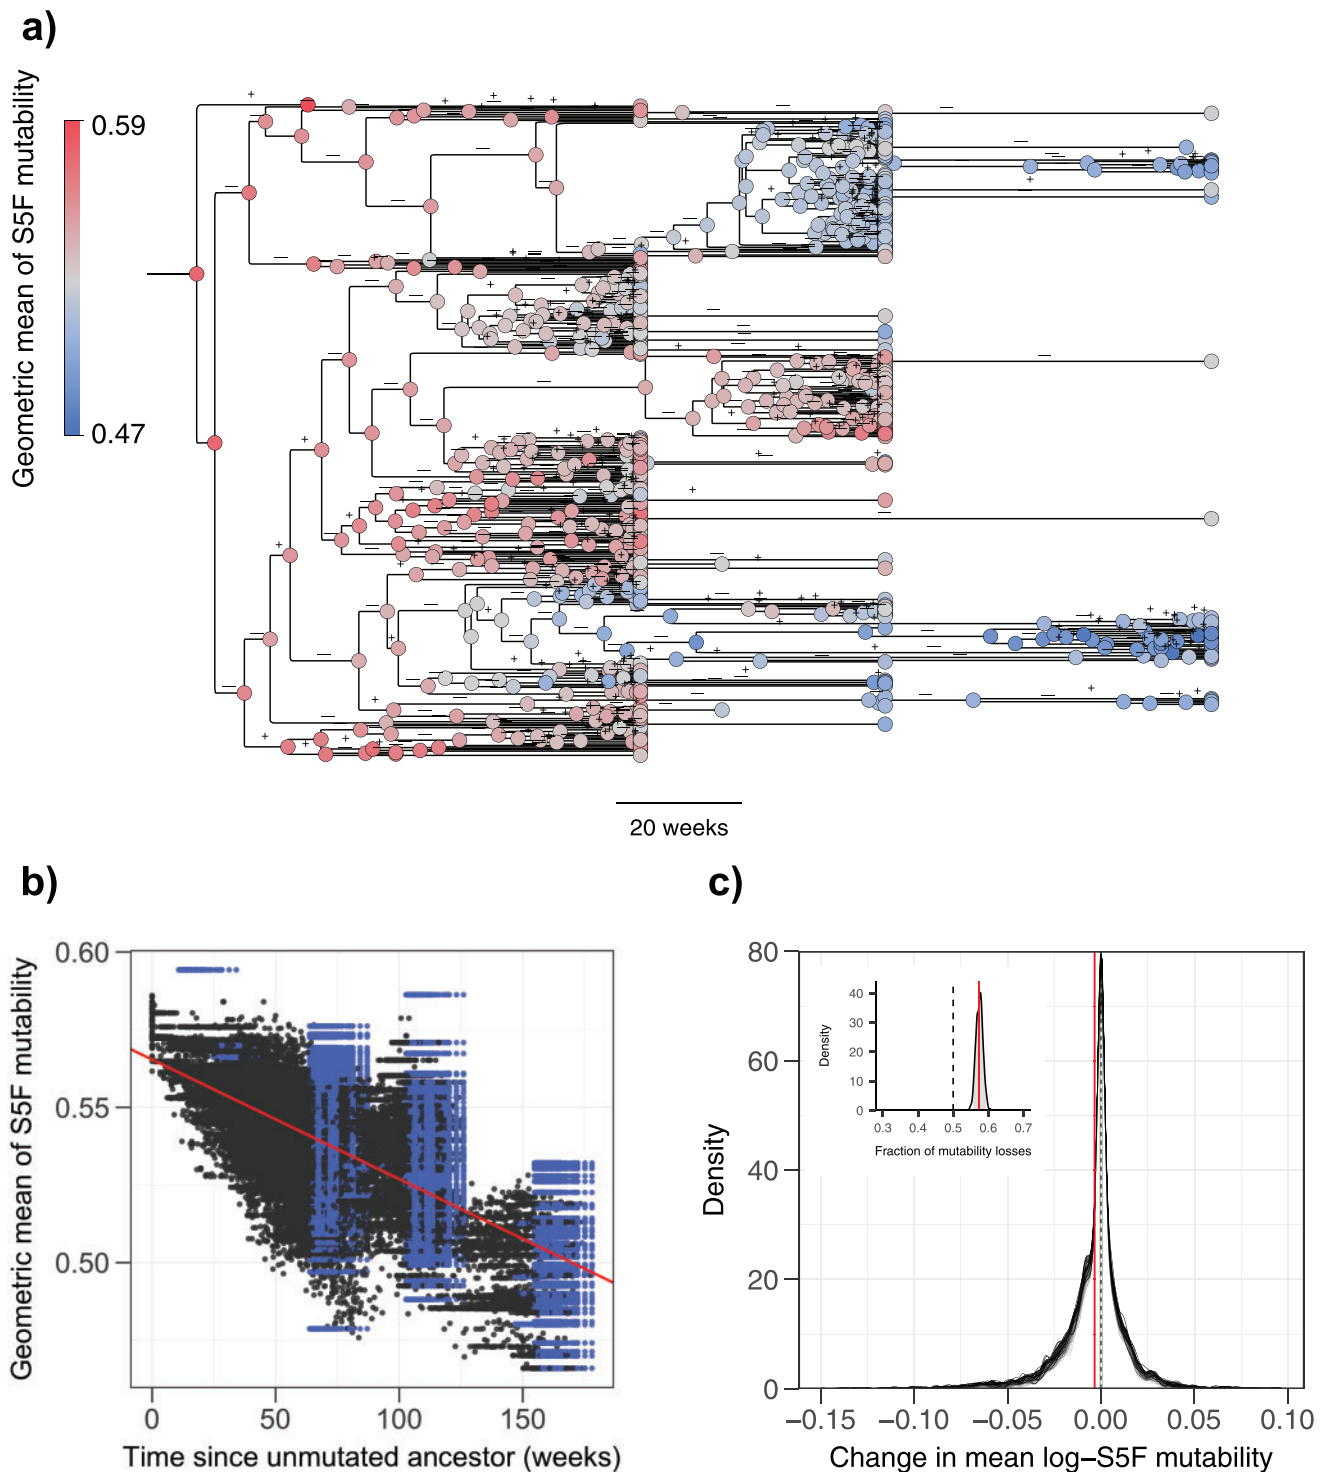 a)
Geometric mean of S5F mutability
0.59
0.47
20 weeks
b)
Geometric mean of S5F mutability
0.60
0.55
0.50
0
50
100
150
Time since unmutated ancestor (weeks)
c)
Density
80
60
40
20
0
−0.15
−0.10
−0.05
0.00
0.05
0.10
Change in mean log−S5F mutability
Density
40
30
20
10
0
0.3
0.4
0.5
0.6
0.7
Fraction of mutability losses